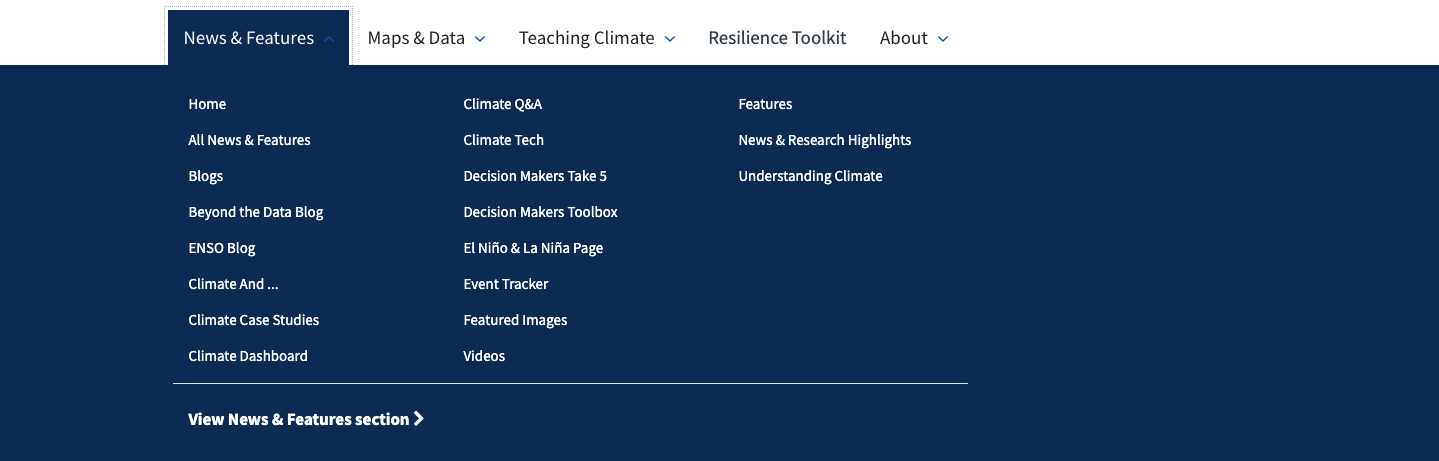 News & Features
Maps & Data
Teaching Climate
Resilience Toolkit
About
Home
All News & Features
Blogs
Beyond the Data Blog
ENSO Blog
Climate And ...
Climate Case Studies
Climate Dashboard
Climate Q&A
Climate Tech
Decision Makers Take 5
Decision Makers Toolbox
El Niño & La Niña Page
Event Tracker
Featured Images
Videos
Features
News & Research Highlights
Understanding Climate
View News & Features section